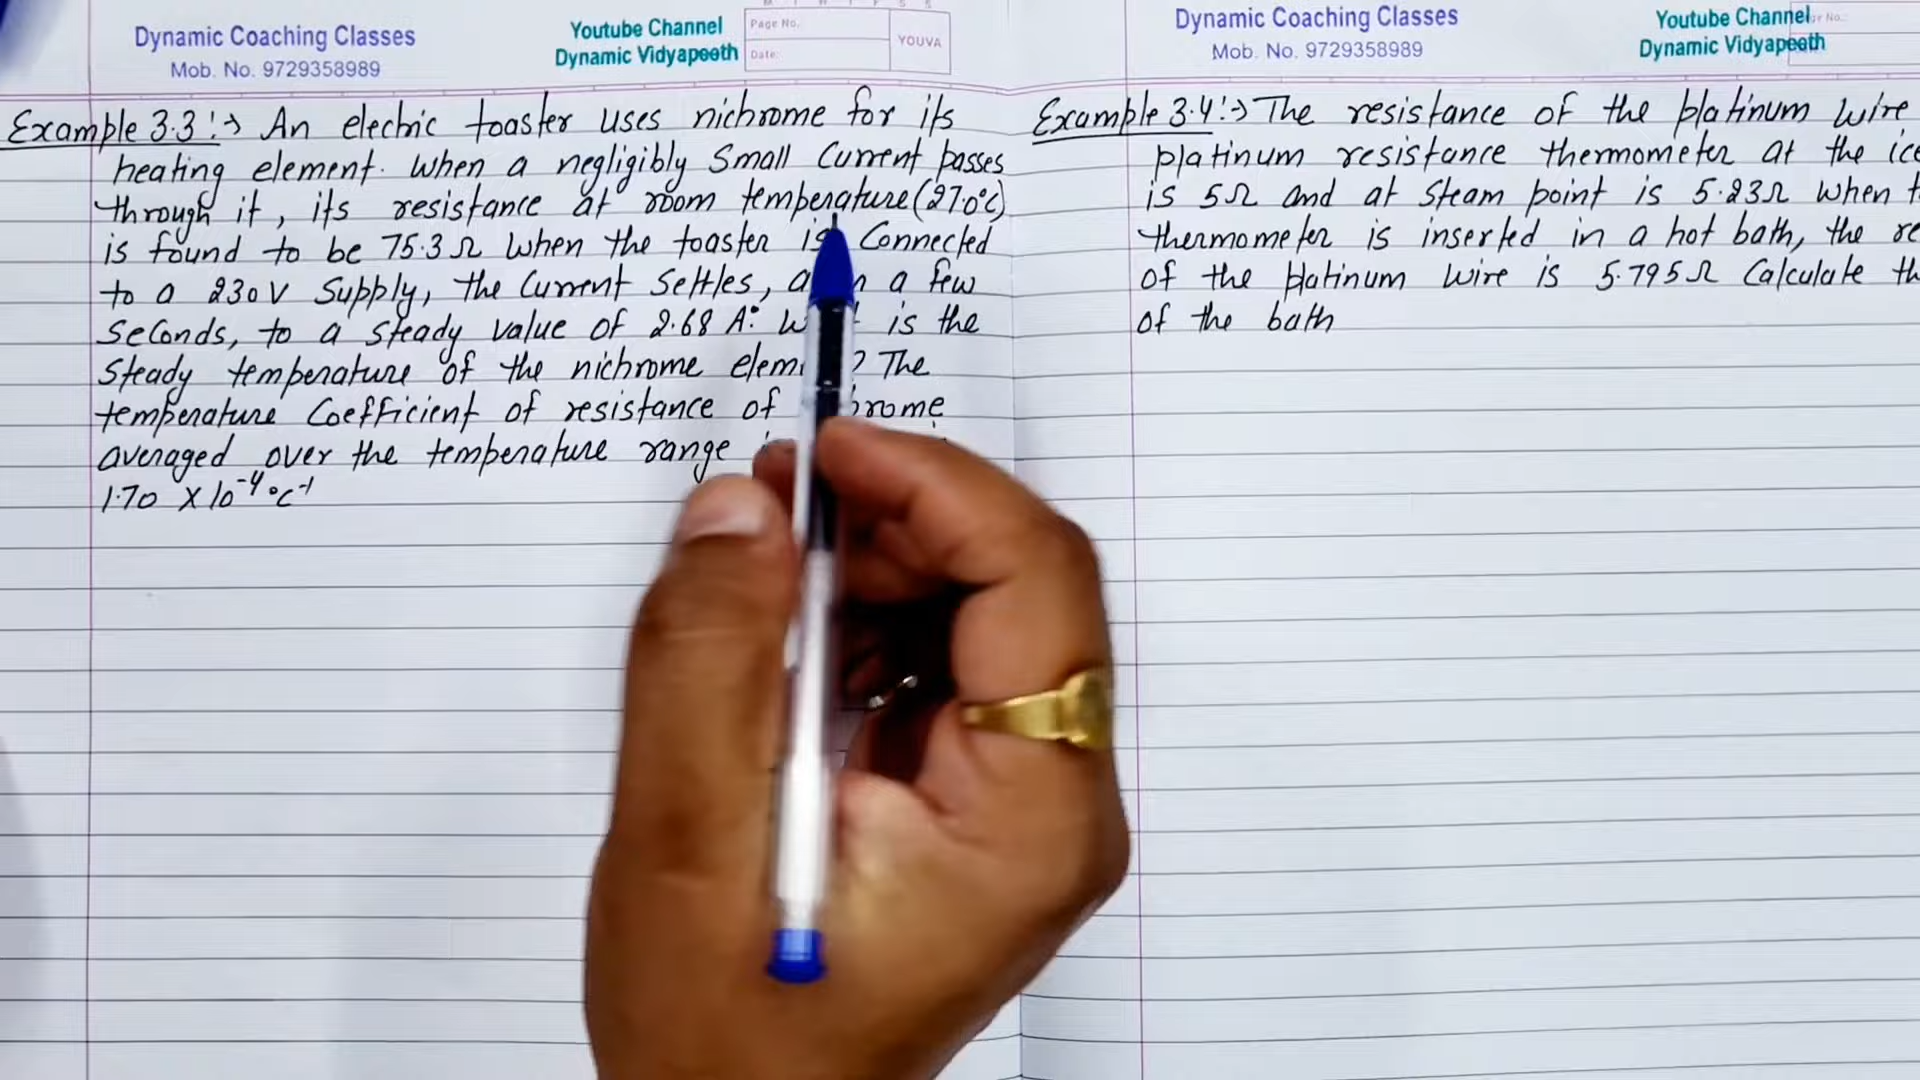 Dynamic Coaching Classes
Mob. No. 9729358989
Youtube Channel
Dynamic Vidyapeeth
Page No.
Date:
YOUVA
Example 3.3 :→ An electric toaster uses nichrome for its
heating element. When a negligibly Small Current passes
through it, its resistance at room temperature (27.0°C)
is found to be 75.3 Ω When the toaster is Connected
to a 230V Supply, the Current Settles, a few
Seconds, to a steady value of 2.68 A. is the
Steady temperature of the nichrome The
temperature Coefficient of resistance of
averaged over the temperature range
1.70 × 10⁻⁴ °C⁻¹
Dynamic Coaching Classes
Mob. No. 9729358989
Youtube Channel
Dynamic Vidyapeeth
Example 3.4 :→ The resistance of the platinum wire
platinum resistance thermometer at the ice
is 5Ω and at Steam point is 5.23Ω When
thermometer is inserted in a hot bath, the
of the platinum wire is 5.795Ω Calculate
of the bath